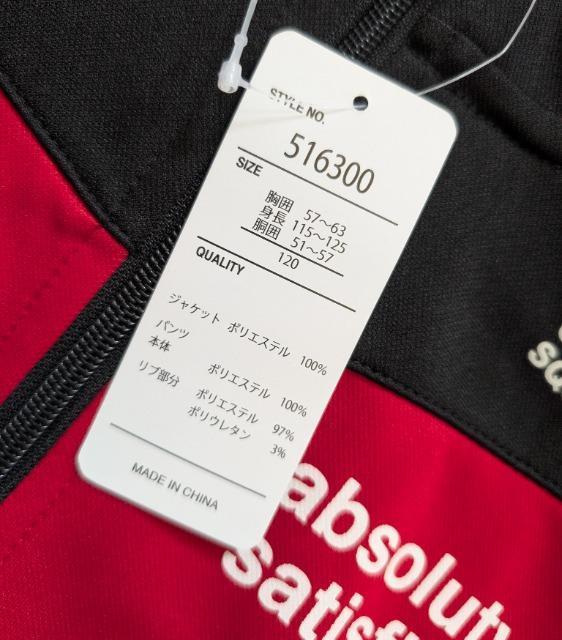 STYLE NO.
516300
SIZE
胸囲 57〜63
身長 115〜125
胴囲 51〜57
120
QUALITY
ジャケット ポリエステル 100%
パンツ
本体 ポリエステル 100%
リブ部分 ポリエステル 97%
ポリウレタン 3%
MADE IN CHINA
absolut
satisf